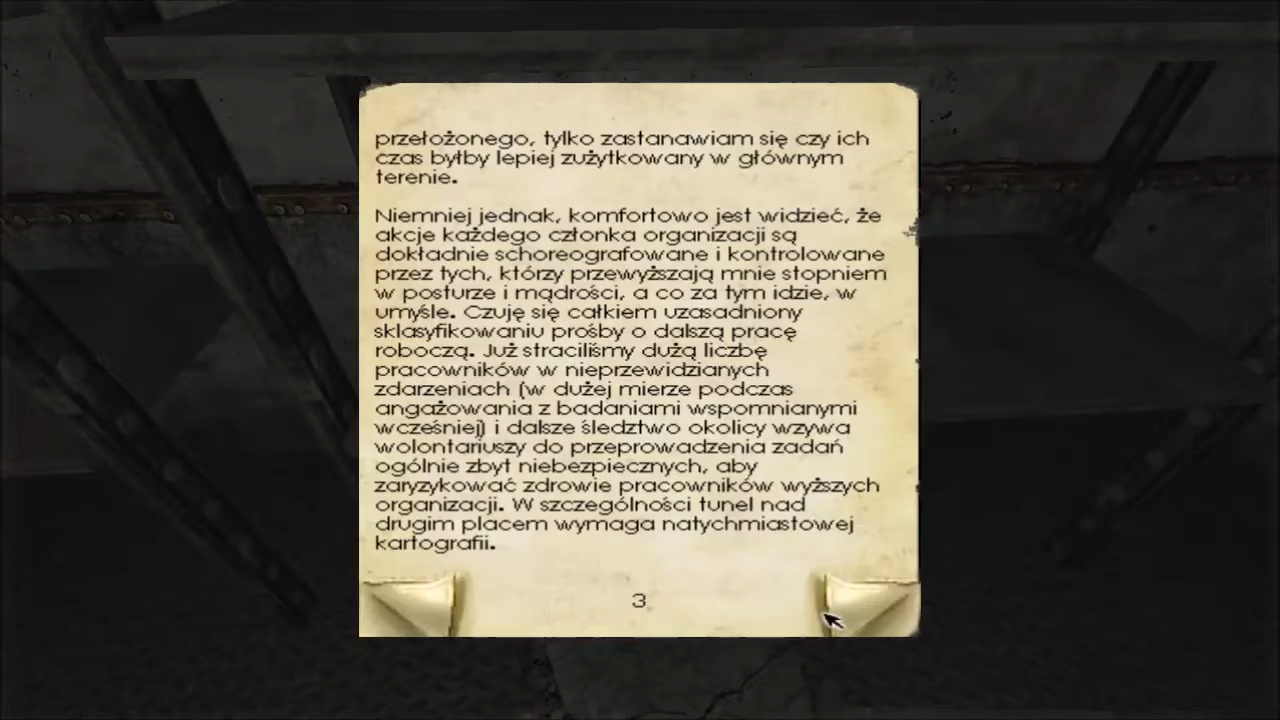 przełożonego, tylko zastanawiam się czy ich
czas byłby lepiej zużytkowany w głównym
terenie.
Niemniej jednak, komfortowo jest widzieć, że
akcje każdego członka organizacji są
dokładnie schoreografowane i kontrolowane
przez tych, którzy przewyższają mnie stopniem
w posturze i mądrości, a co za tym idzie, w
umyśle. Czuję się całkiem uzasadniony
sklasyfikowaniu prośby o dalszą pracę
roboczą. Już straciliśmy dużą liczbę
pracowników w nieprzewidzianych
zdarzeniach (w dużej mierze podczas
angażowania z badaniami wspomnianymi
wcześniej) i dalsze śledztwo okolicy wzywa
wolontariuszy do przeprowadzenia zadań
ogólnie zbyt niebezpiecznych, aby
zaryzykować zdrowie pracowników wyższych
organizacji. W szczególności tunel nad
drugim placem wymaga natychmiastowej
kartografii.
3